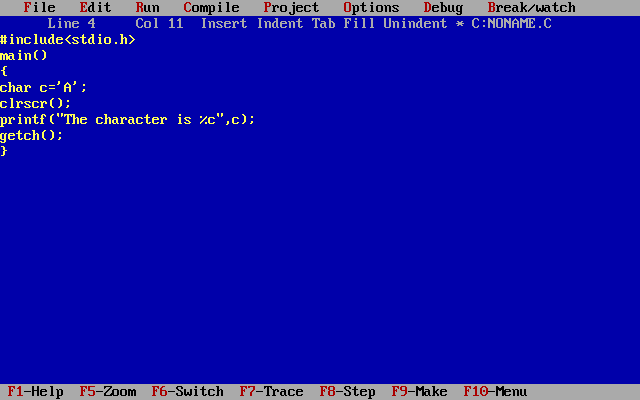 File Edit Run Compile Project Options Debug Break/watch
Line 4 Col 11 Insert Indent Tab Fill Unindent * C:NONAME.C
#include<stdio.h>
main()
{
char c='A';
clrscr();
printf("The character is %c",c);
getch();
}
F1-Help F5-Zoom F6-Switch F7-Trace F8-Step F9-Make F10-Menu